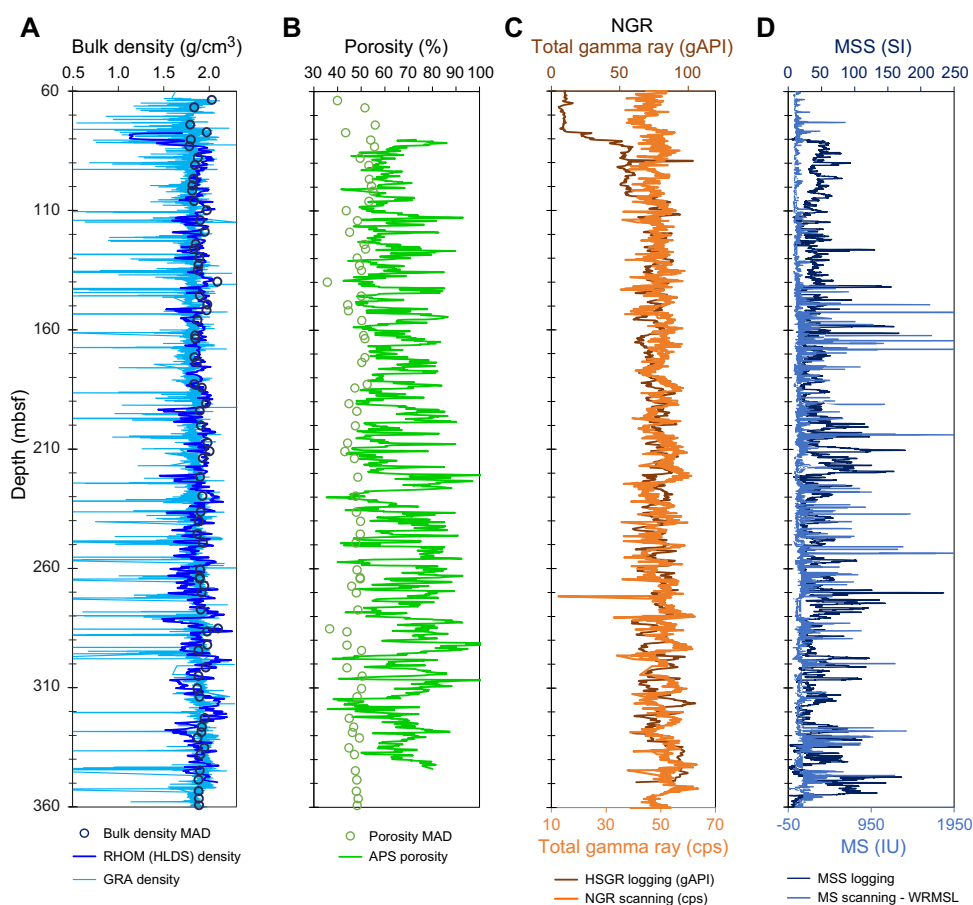 A
B
C
D
NGR
Bulk density (g/cm³)
Porosity (%)
Total gamma ray (gAPI)
MSS (SI)
0.5 1.0 1.5 2.0
30 40 50 60 70 80 90 100
0 50 100
0 50 100 150 200 250
60
110
160
210
260
310
360
Depth (mbsf)
10 30 50 70
-50 950 1950
Total gamma ray (cps)
MS (IU)
Bulk density MAD
RHOM (HLDS) density
GRA density
Porosity MAD
APS porosity
HSGR logging (gAPI)
NGR scanning (cps)
MSS logging
MS scanning - WRMSL